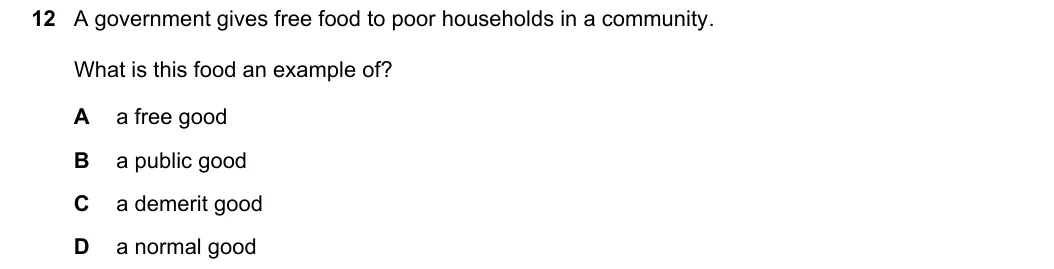 12 A government gives free food to poor households in a community.
What is this food an example of?
A a free good
B a public good
C a demerit good
D a normal good